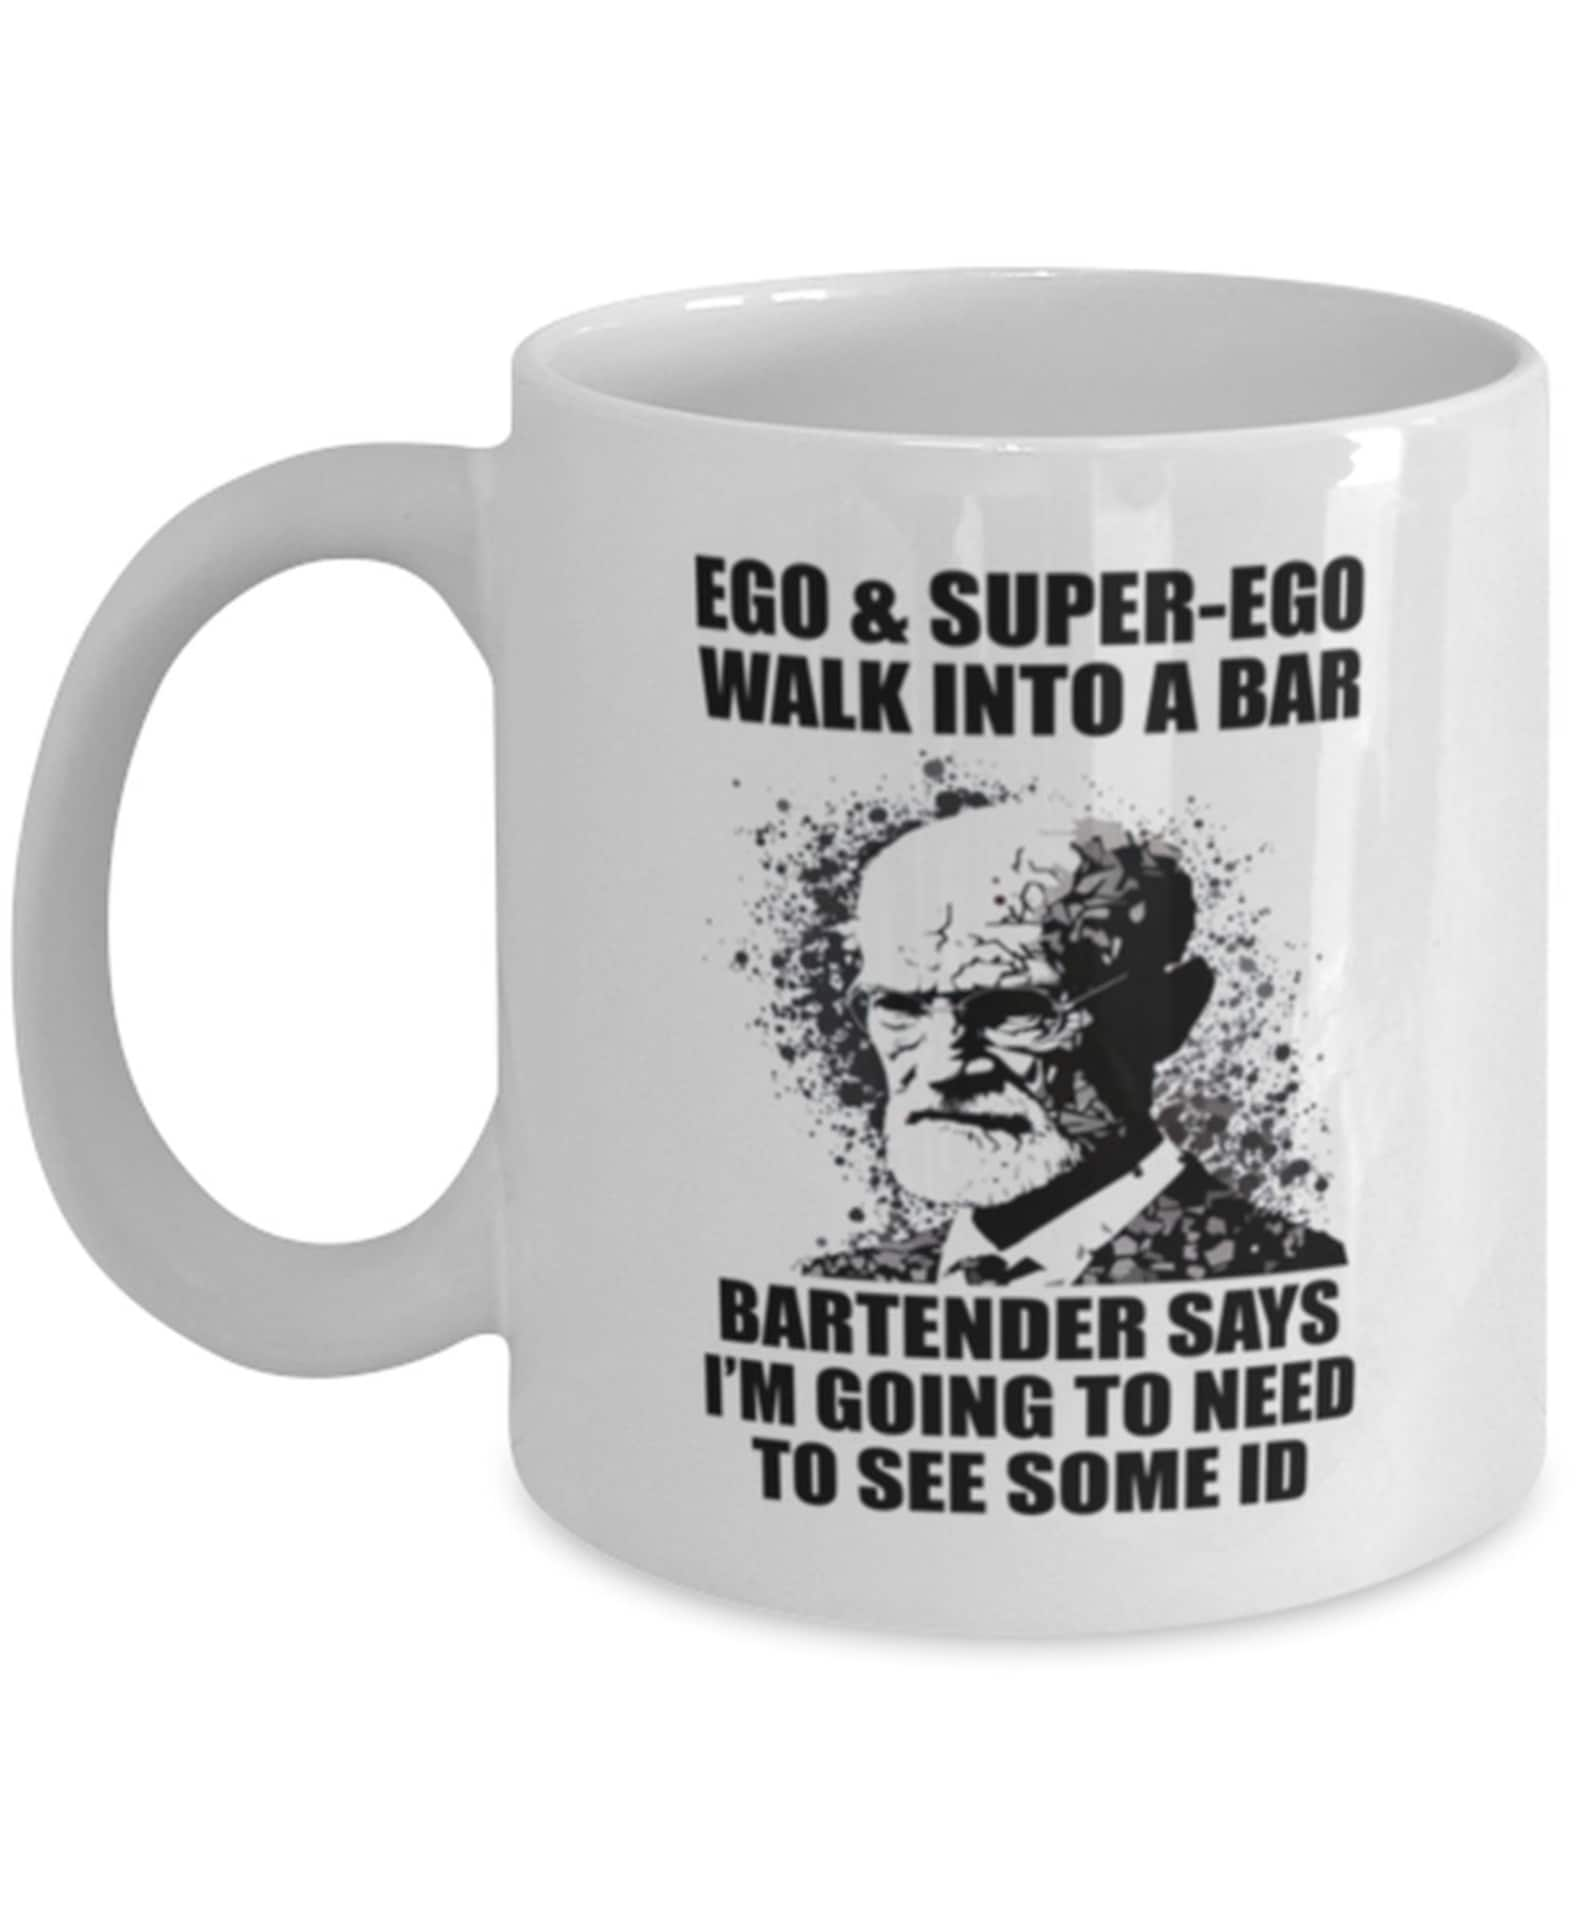 EGO & SUPER-EGO
WALK INTO A BAR
BARTENDER SAYS
I'M GOING TO NEED
TO SEE SOME ID